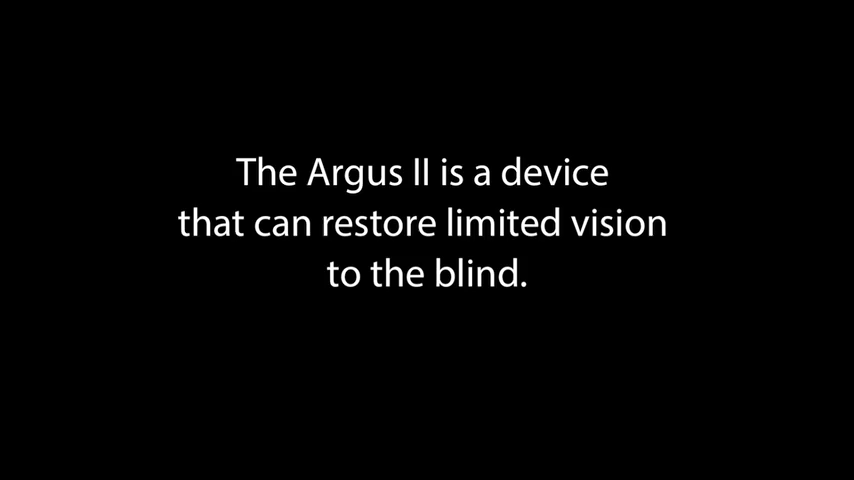 The Argus II is a device
that can restore limited vision
to the blind.